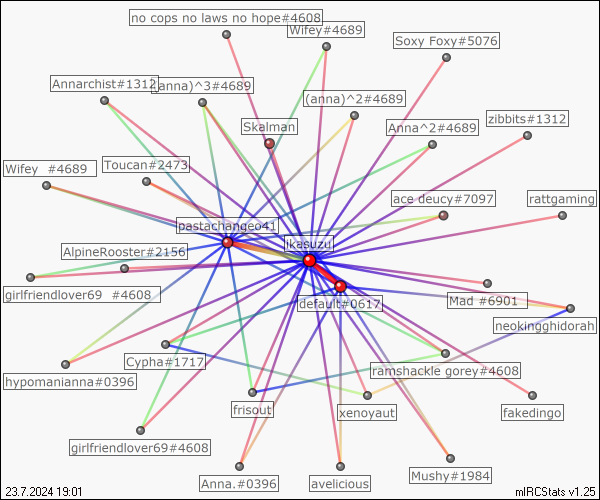 no cops no laws no hope#4608
Wifey#4689
Soxy Foxy#5076
Annarchist#1312
(anna)^3#4689
(anna)^2#4689
Skalman
Anna^2#4689
zibbits#1312
Wifey #4689
Toucan#2473
ace deucy#7097
rattgaming
pastachangeo41
ikasuzu
AlpineRooster#2156
girlfriendlover69 #4608
default#0617
Mad #6901
neokingghidorah
Cypha#1717
ramshackle gorey#4608
hypomanianna#0396
frisout
xenoyaut
fakedingo
girlfriendlover69#4608
Anna.#0396
avelicious
Mushy#1984
23.7.2024 19:01
mIRCStats v1.25